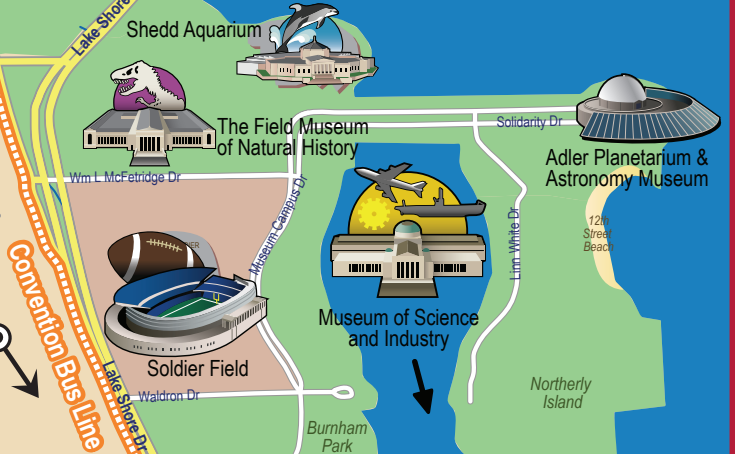 Lake Shore
Shedd Aquarium
The Field Museum
of Natural History
Solidarity Dr
Adler Planetarium &
Astronomy Museum
Wm L McFetridge Dr
Museum Campus Dr
Linn White Dr
12th
Street
Beach
Convention Bus Line
Museum of Science
and Industry
Soldier Field
Lake Shore Dr
Waldron Dr
Northerly
Island
Burnham
Park